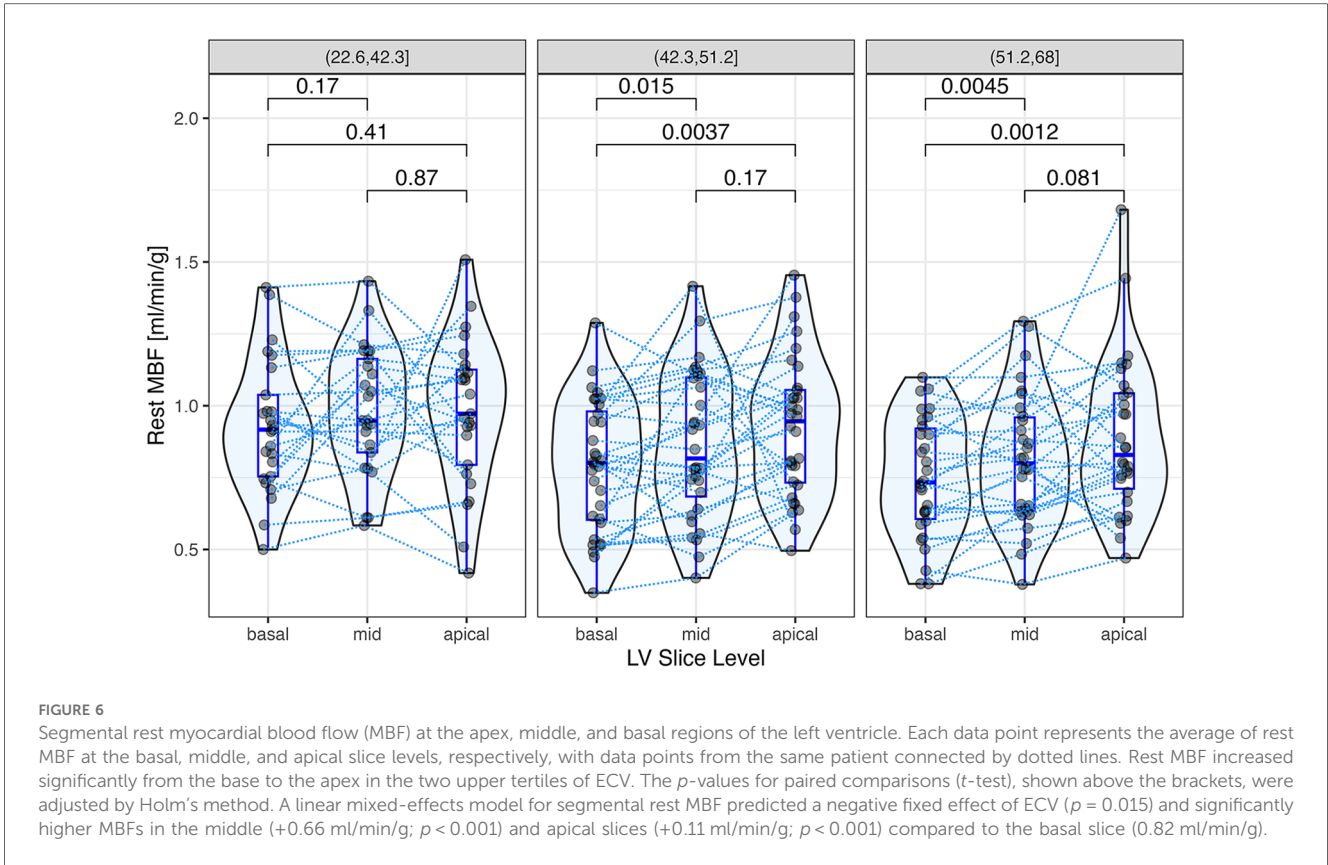 (22.6,42.3] (42.3,51.2] (51.2,68]
0.17 0.015 0.0045
2.0
0.41 0.0037 0.0012
0.87 0.17 0.081
1.5
1.0
0.5
Rest MBF [ml/min/g]
basal mid apical basal mid apical basal mid apical
LV Slice Level
FIGURE 6
Segmental rest myocardial blood flow (MBF) at the apex, middle, and basal regions of the left ventricle. Each data point represents the average of rest
MBF at the basal, middle, and apical slice levels, respectively, with data points from the same patient connected by dotted lines. Rest MBF increased
significantly from the base to the apex in the two upper tertiles of ECV. The p-values for paired comparisons (t-test), shown above the brackets, were
adjusted by Holm's method. A linear mixed-effects model for segmental rest MBF predicted a negative fixed effect of ECV (p = 0.015) and significantly
higher MBFs in the middle (+0.66 ml/min/g; p < 0.001) and apical slices (+0.11 ml/min/g; p < 0.001) compared to the basal slice (0.82 ml/min/g).